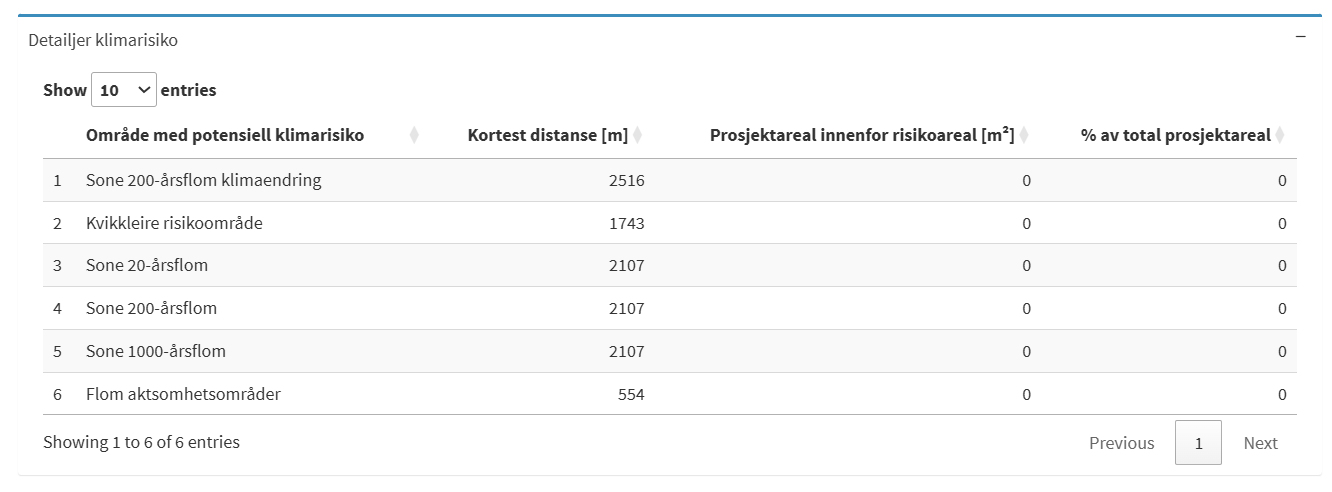 Detailjer klimarisiko
Show 10 entries
Område med potensiell klimarisiko Kortest distanse [m] Prosjektareal innenfor risikoareal [m²] % av total prosjektareal
1 Sone 200-årsflom klimaendring 2516 0 0
2 Kvikkleire risikoområde 1743 0 0
3 Sone 20-årsflom 2107 0 0
4 Sone 200-årsflom 2107 0 0
5 Sone 1000-årsflom 2107 0 0
6 Flom aktsomhetsområder 554 0 0
Showing 1 to 6 of 6 entries Previous 1 Next